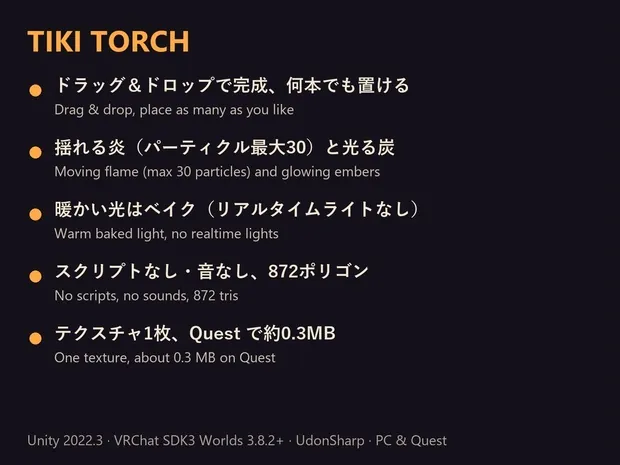 TIKI TORCH
ドラッグ＆ドロップで完成、何本でも置ける
Drag & drop, place as many as you like
揺れる炎（パーティクル最大30）と光る炭
Moving flame (max 30 particles) and glowing embers
暖かい光はベイク（リアルタイムライトなし）
Warm baked light, no realtime lights
スクリプトなし・音なし、872ポリゴン
No scripts, no sounds, 872 tris
テクスチャ1枚、Quest で約0.3MB
One texture, about 0.3 MB on Quest
Unity 2022.3 · VRChat SDK3 Worlds 3.8.2+ · UdonSharp · PC & Quest